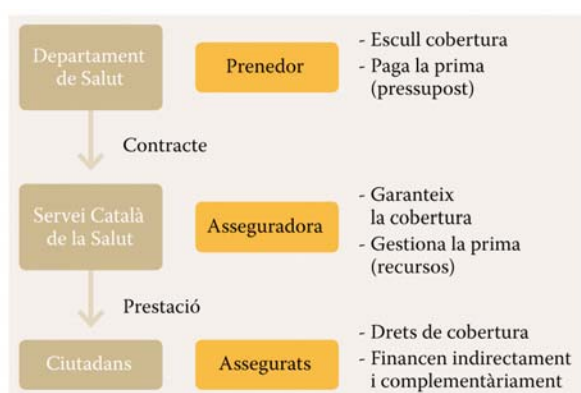 Departament
de Salut
Prenedor
- Escull cobertura
- Paga la prima
(pressupost)
Contracte
Servei Català
de la Salut
Asseguradora
- Garanteix
la cobertura
- Gestiona la prima
(recursos)
Prestació
Ciutadans
Assegurats
- Drets de cobertura
- Financen indirectament
i complementàriament